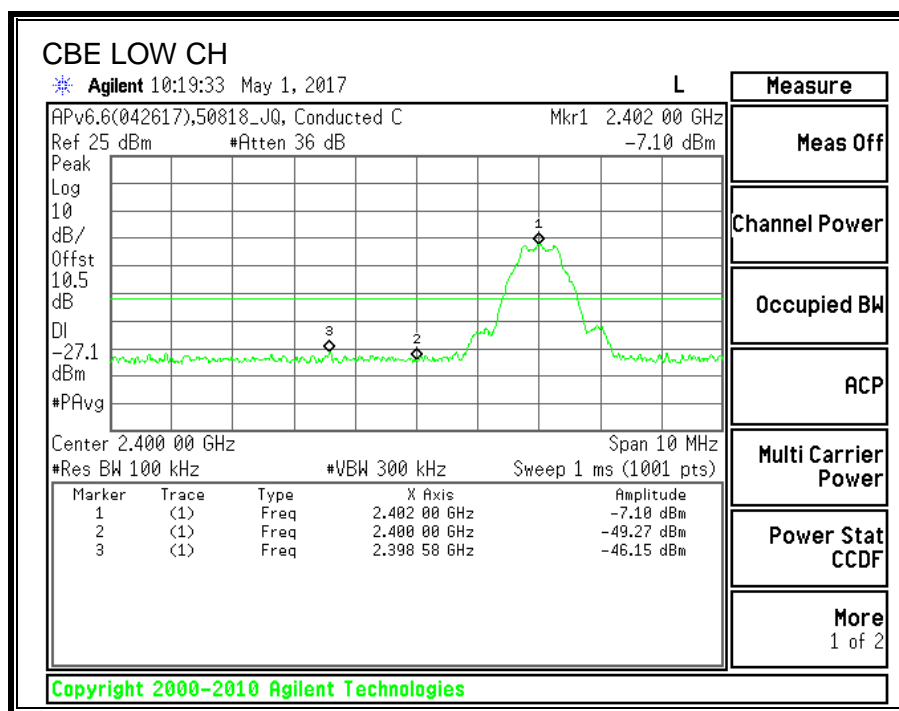 CBE LOW CH
Agilent 10:19:33 May 1, 2017 L
APv6.6(042617),50818_JQ, Conducted C Mkr1 2.402 00 GHz
Ref 25 dBm #Atten 36 dB -7.10 dBm
Peak
Log
10
dB/
Offst
10.5
dB
DI
-27.1
dBm
#PAvg
1
3
2
Center 2.400 00 GHz Span 10 MHz
#Res BW 100 kHz #VBW 300 kHz Sweep 1 ms (1001 pts)
Marker Trace Type X Axis Amplitude
1 (1) Freq 2.402 00 GHz -7.10 dBm
2 (1) Freq 2.400 00 GHz -49.27 dBm
3 (1) Freq 2.398 58 GHz -46.15 dBm
Measure
Meas Off
Channel Power
Occupied BW
ACP
Multi Carrier
Power
Power Stat
CCDF
More
1 of 2
Copyright 2000-2010 Agilent Technologies